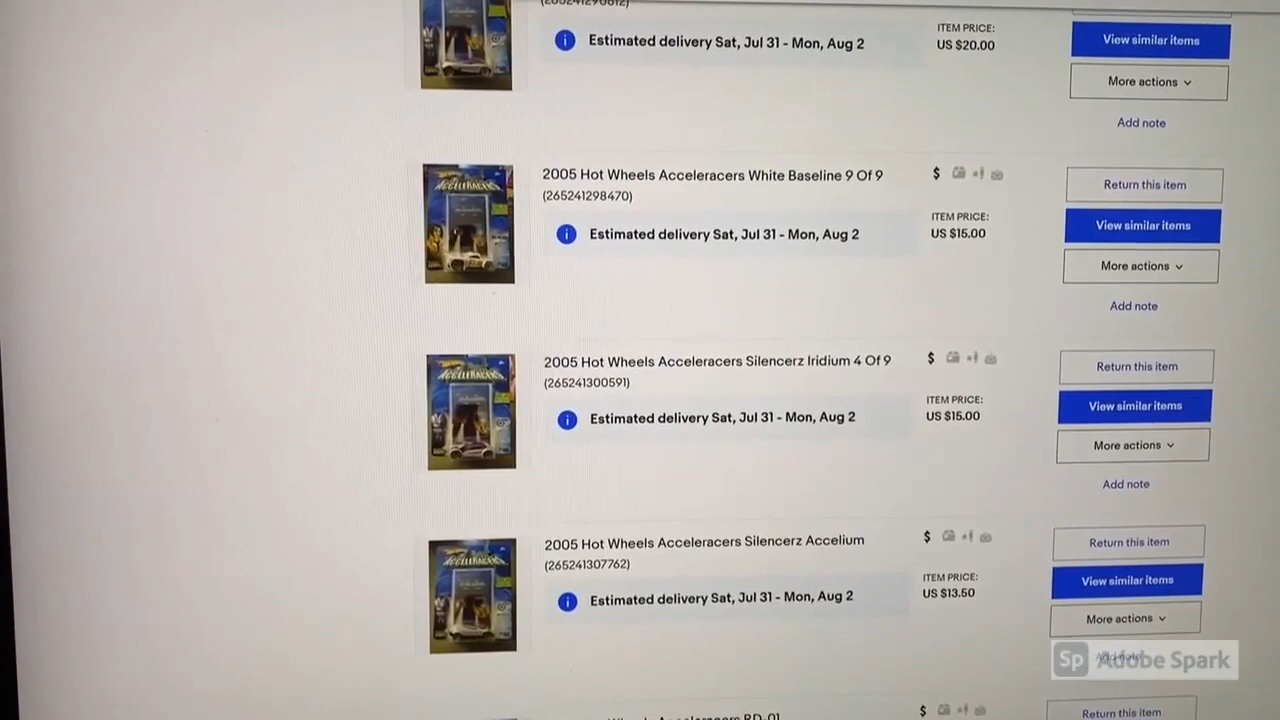 Estimated delivery Sat, Jul 31 - Mon, Aug 2
ITEM PRICE:
US $20.00
View similar items
More actions
Add note
2005 Hot Wheels Acceleracers White Baseline 9 Of 9
(265241298470)
Estimated delivery Sat, Jul 31 - Mon, Aug 2
$
ITEM PRICE:
US $15.00
Return this item
View similar items
More actions
Add note
2005 Hot Wheels Acceleracers Silencerz Iridium 4 Of 9
(265241300591)
Estimated delivery Sat, Jul 31 - Mon, Aug 2
$
ITEM PRICE:
US $15.00
Return this item
View similar items
More actions
Add note
2005 Hot Wheels Acceleracers Silencerz Accelium
(265241307762)
Estimated delivery Sat, Jul 31 - Mon, Aug 2
$
ITEM PRICE:
US $13.50
Return this item
View similar items
More actions
Add note
Sp Adobe Spark
RD-01
$
Return this item